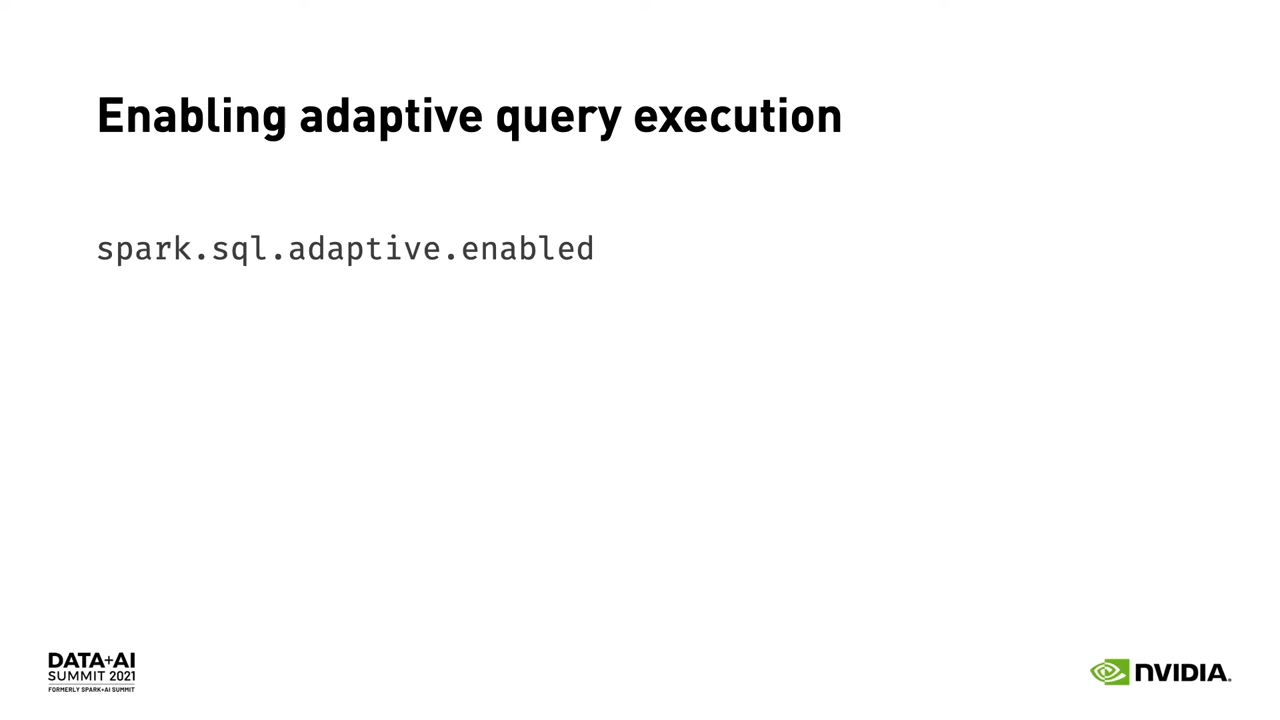 Enabling adaptive query execution
spark.sql.adaptive.enabled
DATA+AI
SUMMIT 2021
FORMERLY SPARK+AI SUMMIT
NVIDIA.